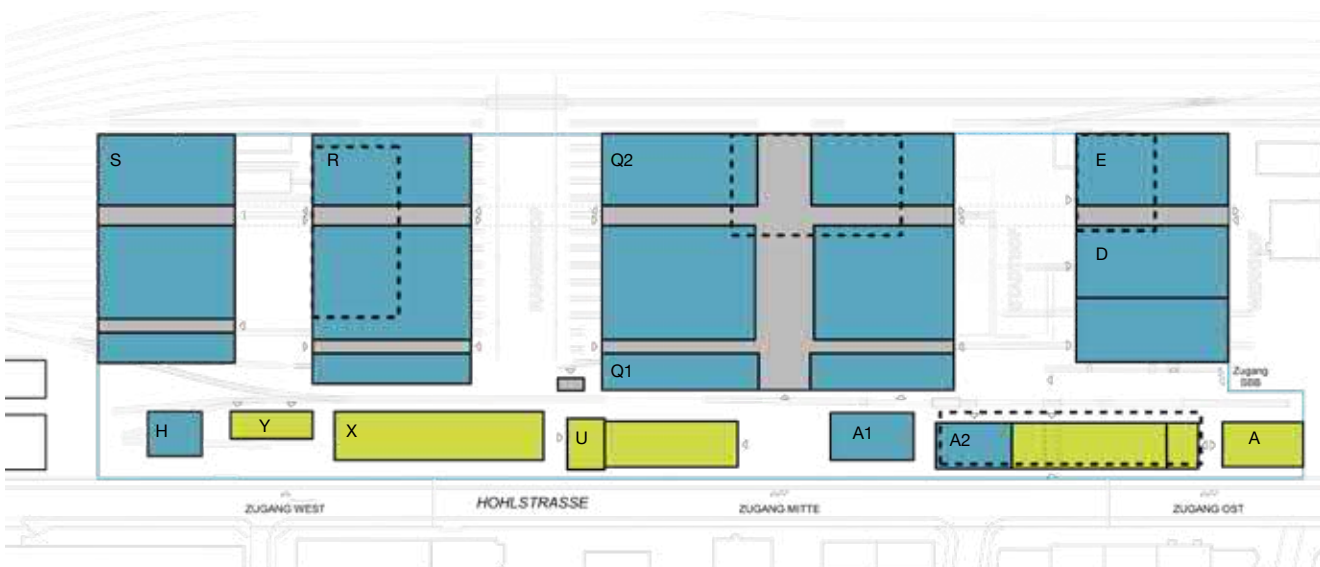 S
R
Q2
E
D
Q1
Zugang
SBB
H
Y
X
U
A1
A2
A
HOHLSTRASSE
ZUGANG WEST
ZUGANG MITTE
ZUGANG OST